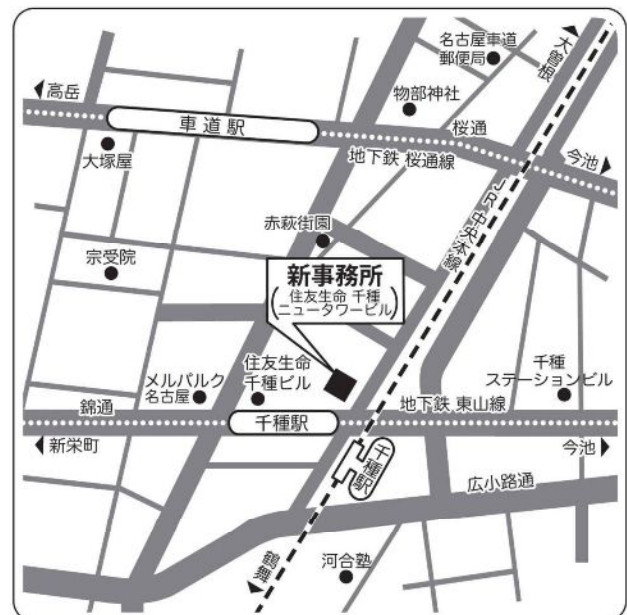 名古屋車道
郵便局
大曽根
高岳
物部神社
車道駅
桜通
大塚屋
地下鉄 桜通線
今池
JR 中央本線
赤萩街園
宗受院
新事務所
(住友生命 千種
ニュータワービル)
メルパルク
名古屋
住友生命
千種ビル
千種
ステーションビル
錦通
千種駅
地下鉄 東山線
新栄町
今池
千種駅
広小路通
鶴舞
河合塾